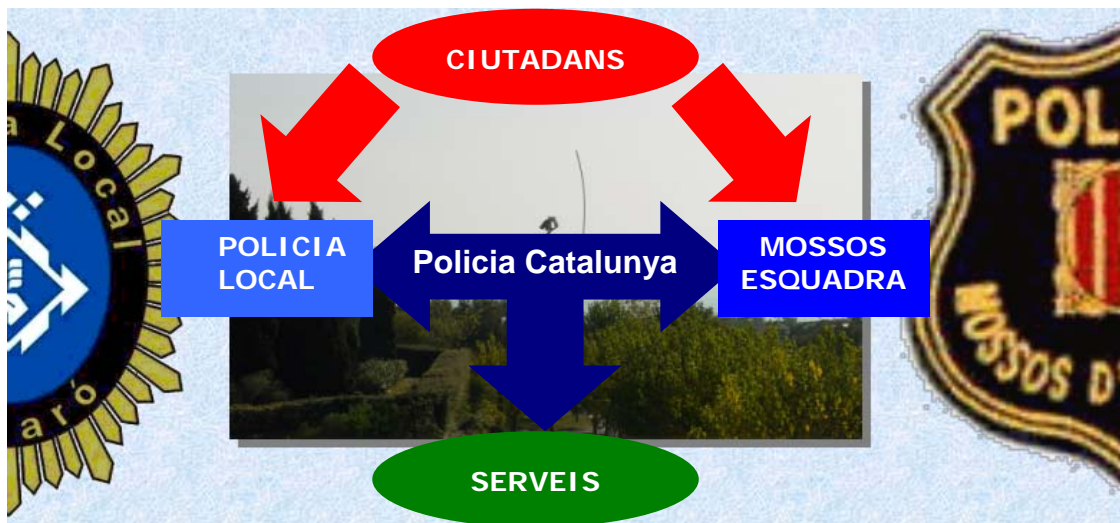 CIUTADANS
POLICIA
LOCAL
Policia Catalunya
MOSSOS
ESQUADRA
SERVEIS
a Local
aró
POL
MOSSOS D'